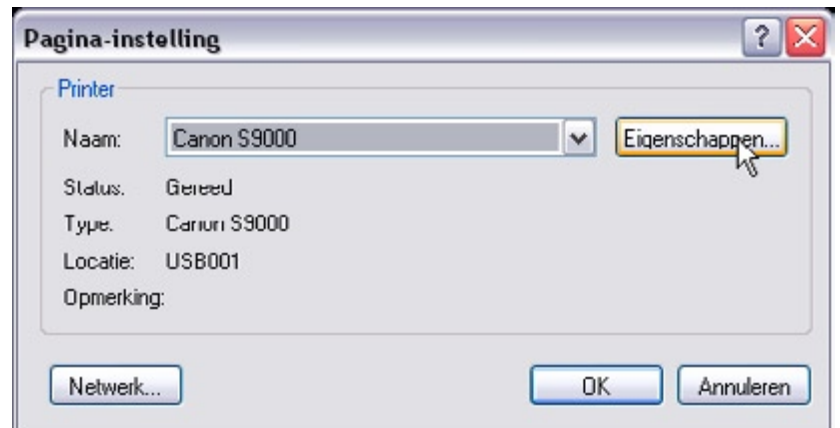 Pagina-instelling
Printer
Naam: Canon S9000 Eigenschappen...
Status: Gereed
Type: Canon S9000
Locatie: USB001
Opmerking:
Netwerk... OK Annuleren